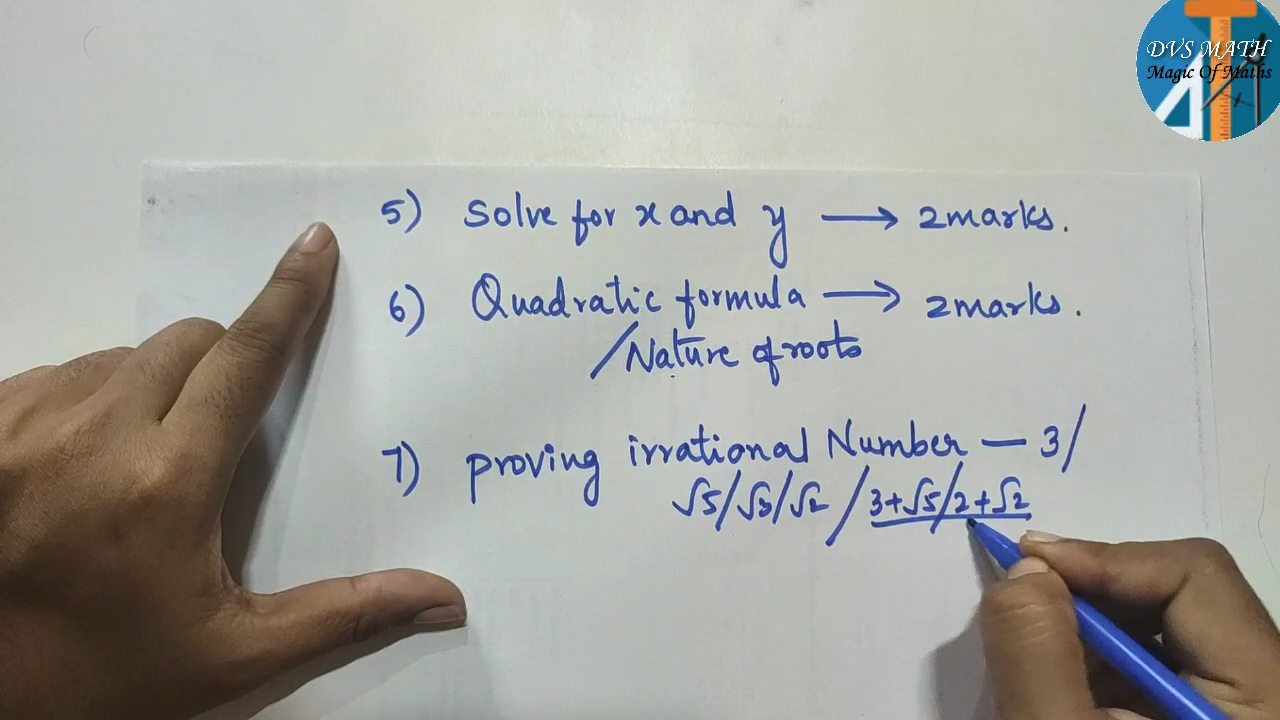 DVS MATH
Magic Of Maths
5) Solve for x and y → 2marks.
6) Quadratic formula → 2marks.
/Nature of roots
7) proving irrational Number — 3/
√5/√3/√2 / 3+√5/2+√2